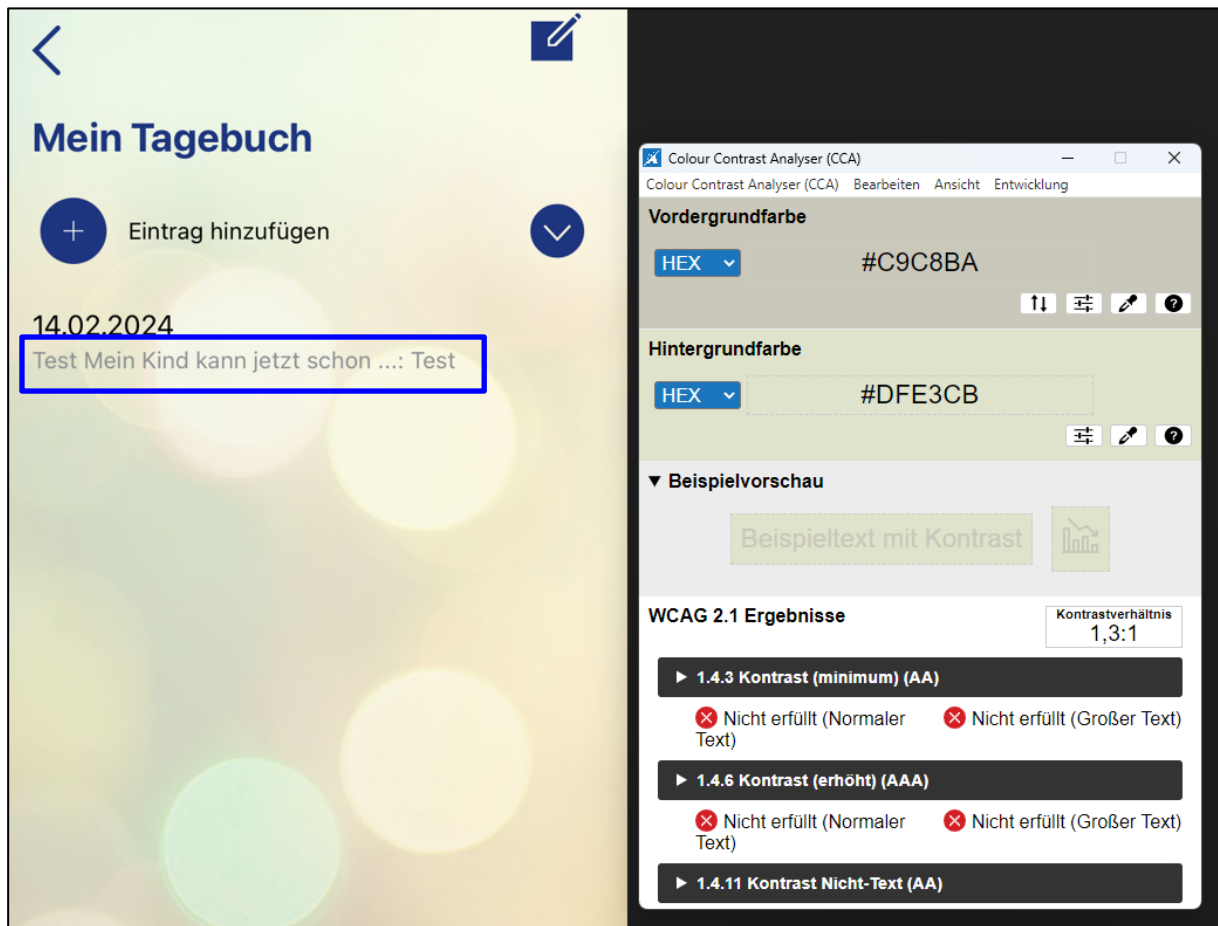 Mein Tagebuch
Eintrag hinzufügen
14.02.2024
Test Mein Kind kann jetzt schon ...: Test
Colour Contrast Analyser (CCA)
Colour Contrast Analyser (CCA) Bearbeiten Ansicht Entwicklung
Vordergrundfarbe
HEX #C9C8BA
Hintergrundfarbe
HEX #DFE3CB
▼ Beispielvorschau
Beispieltext mit Kontrast
WCAG 2.1 Ergebnisse
Kontrastverhältnis
1,3:1
▶ 1.4.3 Kontrast (minimum) (AA)
Nicht erfüllt (Normaler Text)
Nicht erfüllt (Großer Text)
▶ 1.4.6 Kontrast (erhöht) (AAA)
Nicht erfüllt (Normaler Text)
Nicht erfüllt (Großer Text)
▶ 1.4.11 Kontrast Nicht-Text (AA)